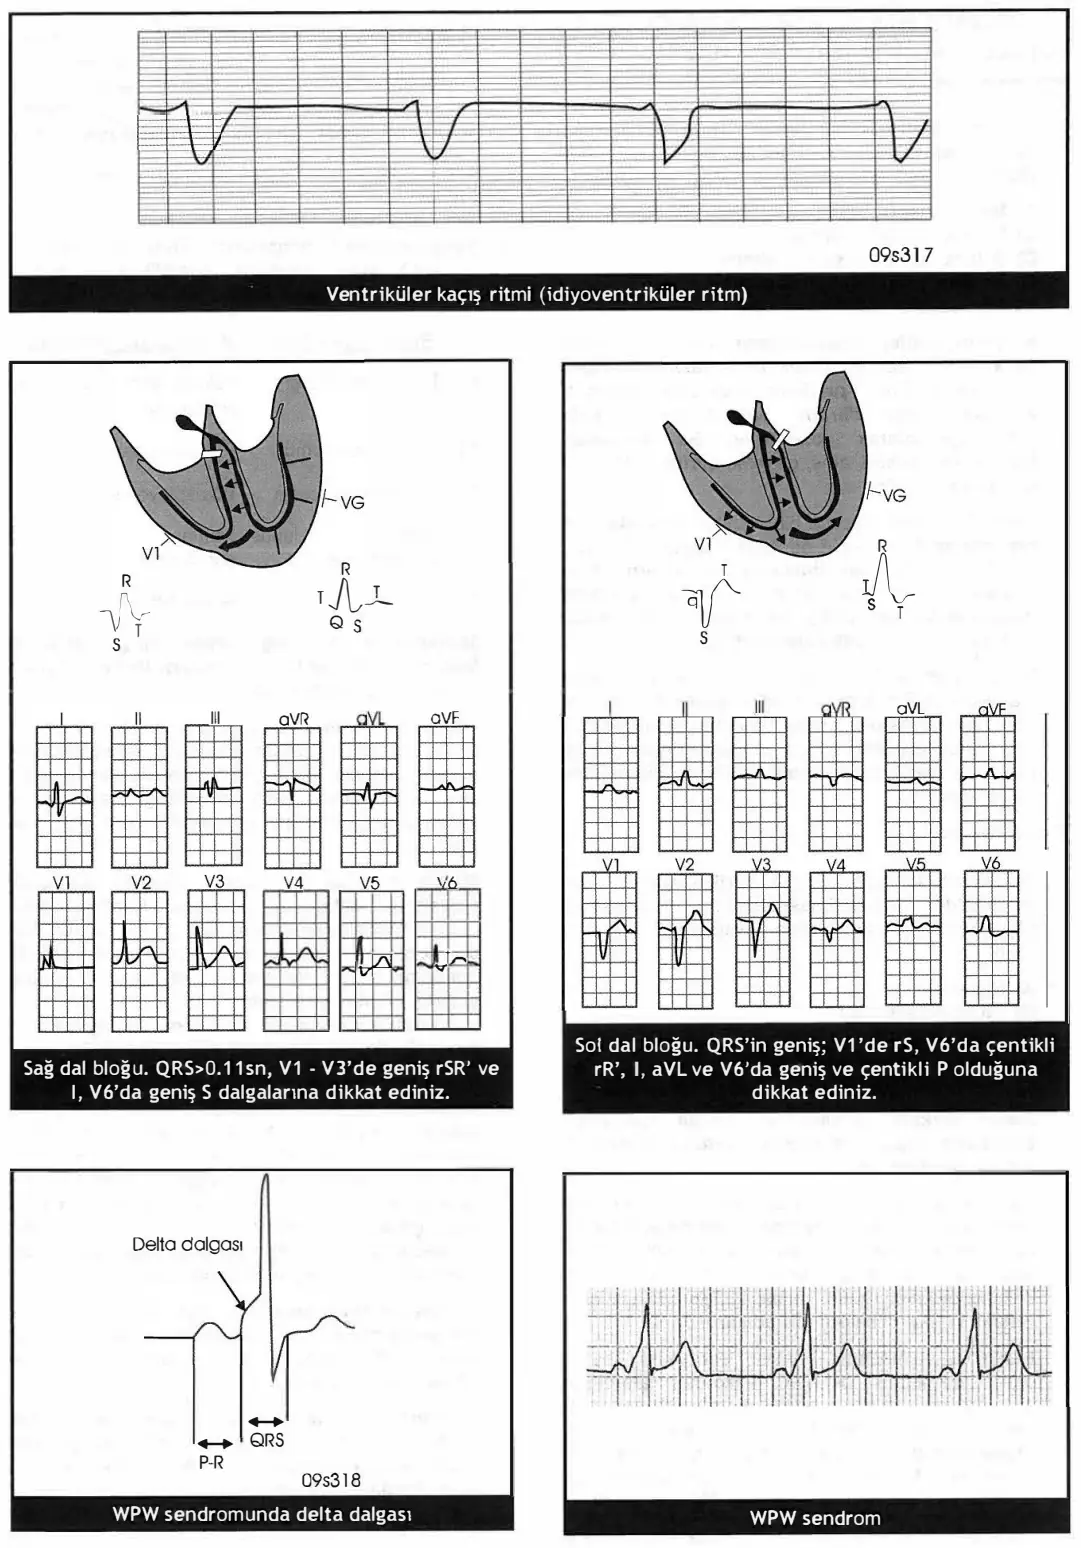 09s317
Ventriküler kaçış ritmi (idiyoventriküler ritm)
VG
V1
R
S
T
R
T
T
Q
S
I
II
III
aVR
aVL
aVF
V1
V2
V3
V4
V5
V6
Sağ dal bloğu. QRS>0.11sn, V1 - V3'de geniş rSR' ve
I, V6'da geniş S dalgalarına dikkat ediniz.
VG
V1
T
q
S
R
T
S
T
I
II
III
aVR
aVL
aVF
V1
V2
V3
V4
V5
V6
Sol dal bloğu. QRS'in geniş; V1'de rS, V6'da çentikli
rR', I, aVL ve V6'da geniş ve çentikli P olduğuna
dikkat ediniz.
Delta dalgası
QRS
P-R
09s318
WPW sendromunda delta dalgası
WPW sendrom